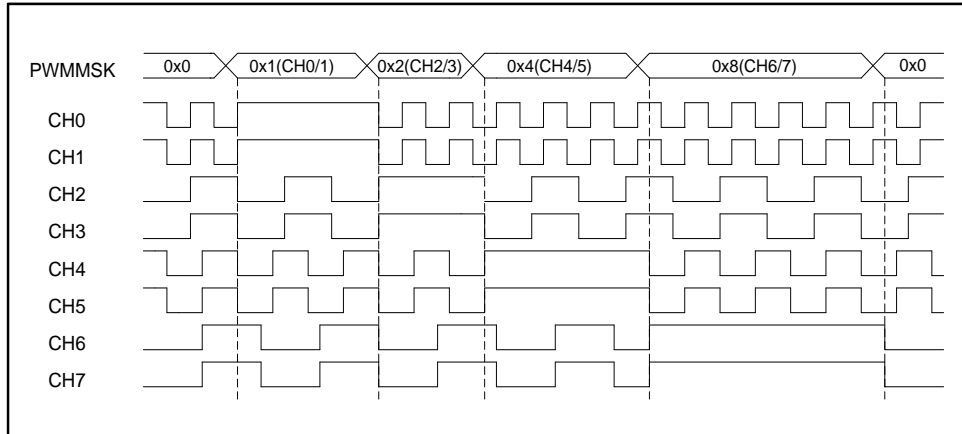 PWMMSK 0x0 0x1(CH0/1) 0x2(CH2/3) 0x4(CH4/5) 0x8(CH6/7) 0x0
CH0
CH1
CH2
CH3
CH4
CH5
CH6
CH7